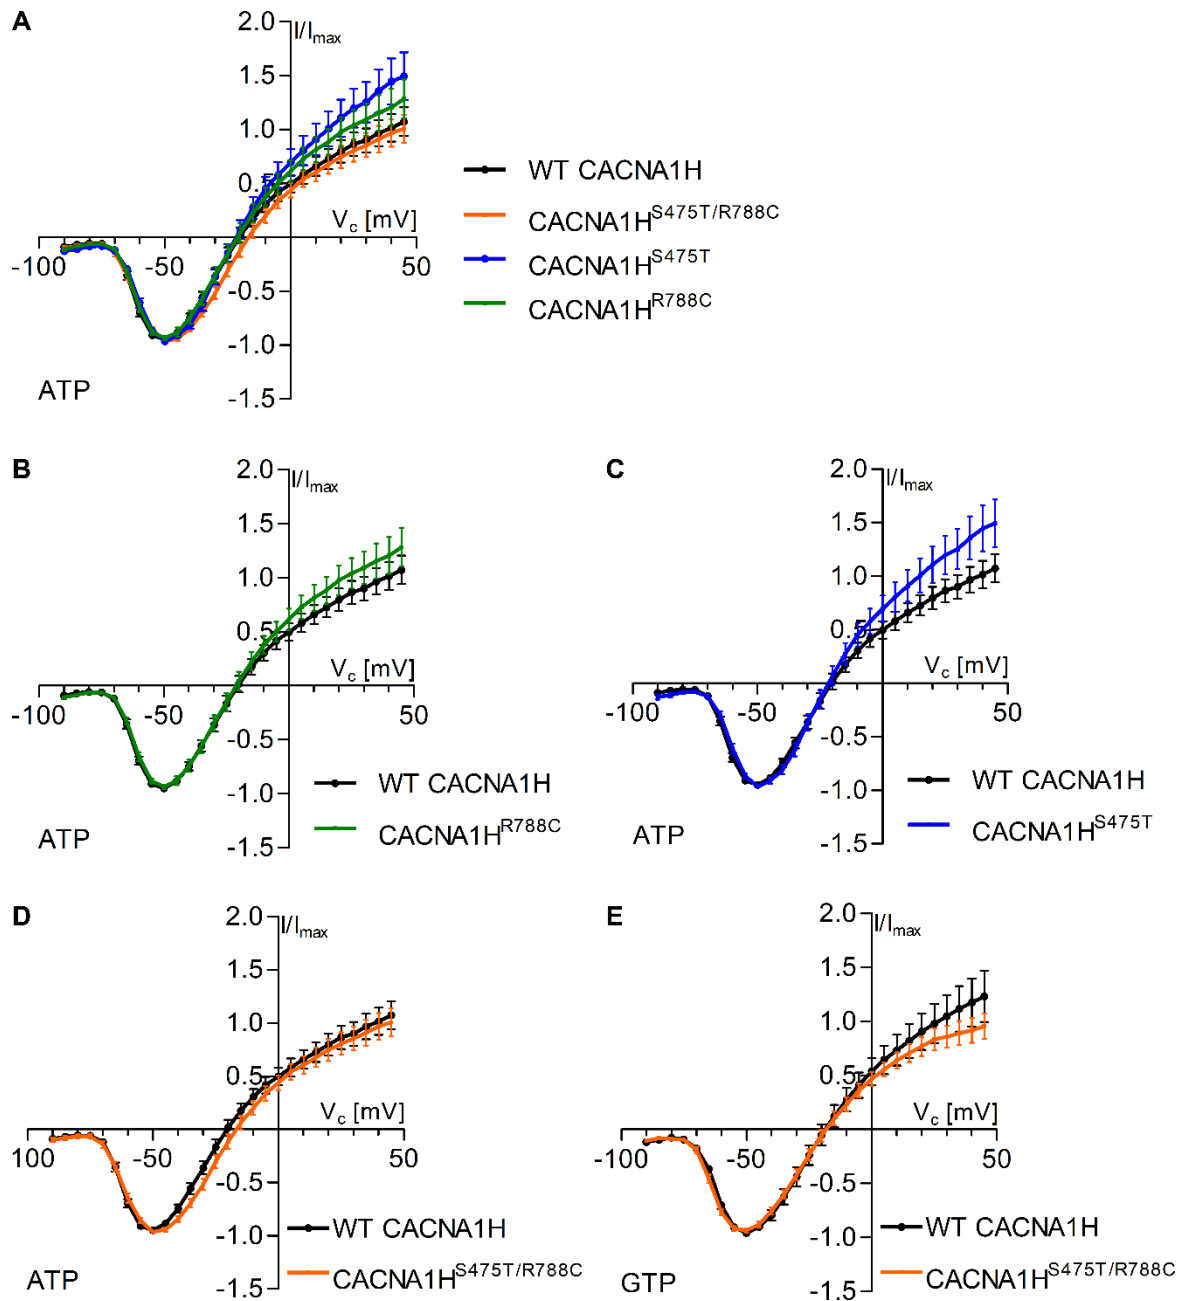 A
I/Imax
2.0
1.5
1.0
0.5
Vc [mV]
-100
-50
50
-0.5
-1.0
-1.5
ATP
WT CACNA1H
CACNA1HS475T/R788C
CACNA1HS475T
CACNA1HR788C
B
I/Imax
2.0
1.5
1.0
0.5
Vc [mV]
-100
-50
50
-0.5
-1.0
-1.5
WT CACNA1H
CACNA1HR788C
ATP
C
I/Imax
2.0
1.5
1.0
0.5
Vc [mV]
-100
-50
50
-0.5
-1.0
-1.5
WT CACNA1H
CACNA1HS475T
ATP
D
I/Imax
2.0
1.5
1.0
0.5
Vc [mV]
100
-50
50
-0.5
-1.0
-1.5
WT CACNA1H
CACNA1HS475T/R788C
ATP
E
I/Imax
2.0
1.5
1.0
0.5
Vc [mV]
-100
-50
50
-0.5
-1.0
-1.5
WT CACNA1H
CACNA1HS475T/R788C
GTP